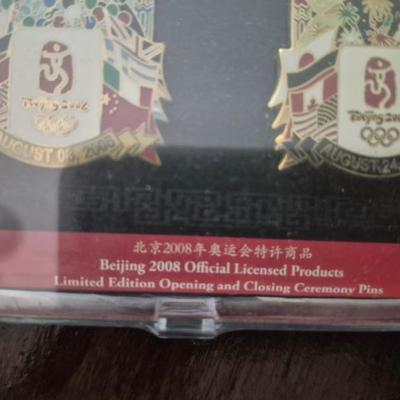 Beijing 2008
AUGUST 08, 2008
Beijing 200
AUGUST 24,
北京2008年奥运会特许商品
Beijing 2008 Official Licensed Products
Limited Edition Opening and Closing Ceremony Pins